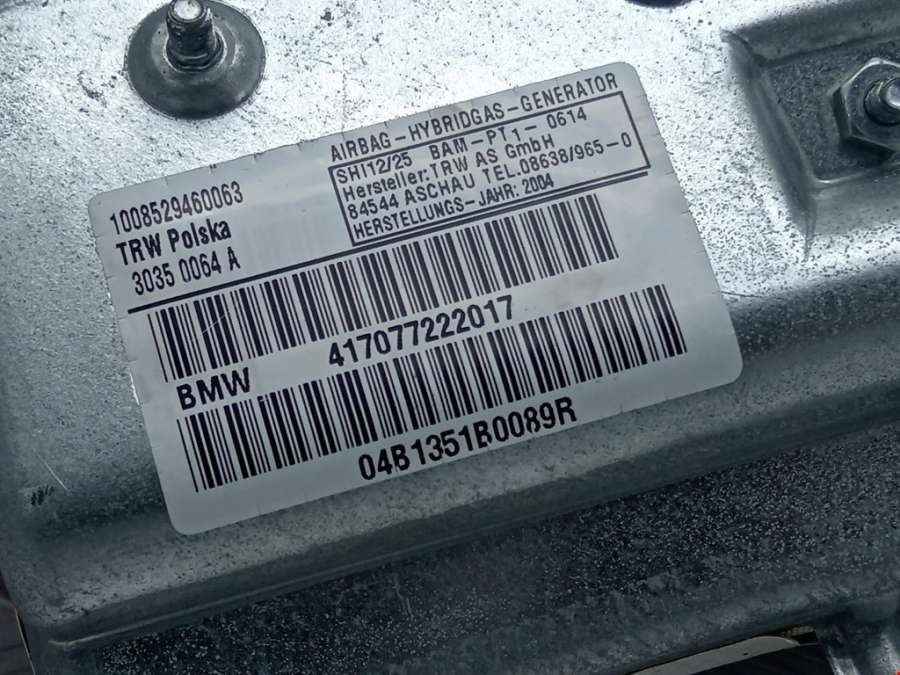 AIRBAG-HYBRIDGAS-GENERATOR
SHI12/25 BAM-PT1-0614
Hersteller:TRW AS GmbH
84544 ASCHAU TEL.08638/965-0
HERSTELLUNGS-JAHR: 2004
1008529460063
TRW Polska
3035 0064 A
BMW 417077222017
04B1351B0089R